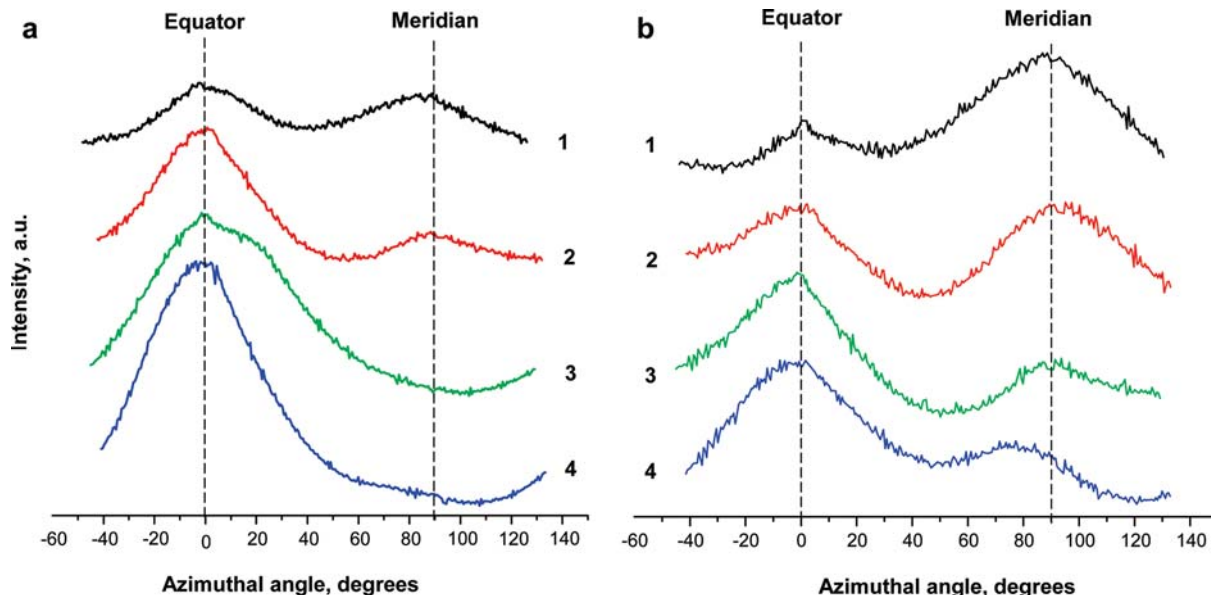 a
Equator
Meridian
1
2
3
4
Intensity, a.u.
-60 -40 -20 0 20 40 60 80 100 120 140
Azimuthal angle, degrees
b
Equator
Meridian
1
2
3
4
-60 -40 -20 0 20 40 60 80 100 120 140
Azimuthal angle, degrees